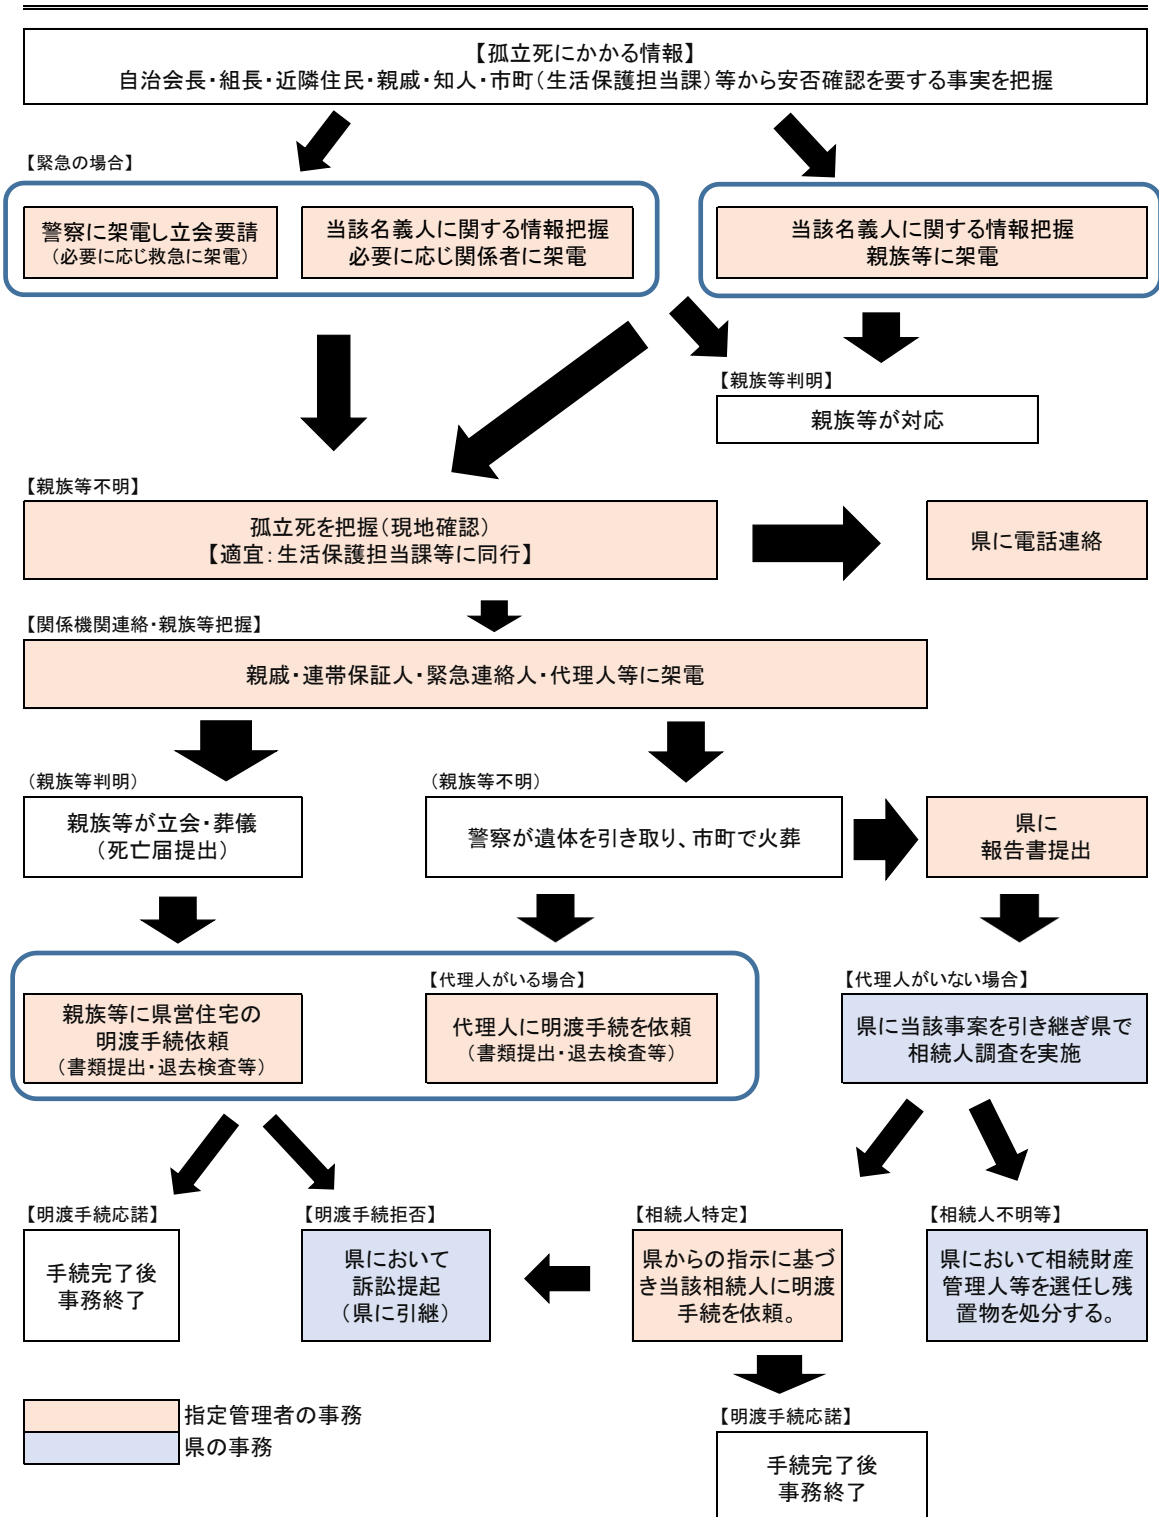 【孤立死にかかる情報】
自治会長・組長・近隣住民・親戚・知人・市町（生活保護担当課）等から安否確認を要する事実を把握
【緊急の場合】
警察に架電し立会要請
（必要に応じ救急に架電）
当該名義人に関する情報把握
必要に応じ関係者に架電
当該名義人に関する情報把握
親族等に架電
【親族等判明】
親族等が対応
【親族等不明】
孤立死を把握（現地確認）
【適宜：生活保護担当課等に同行】
県に電話連絡
【関係機関連絡・親族等把握】
親戚・連帯保証人・緊急連絡人・代理人等に架電
（親族等判明）
親族等が立会・葬儀
（死亡届提出）
（親族等不明）
警察が遺体を引き取り、市町で火葬
県に
報告書提出
親族等に県営住宅の
明渡手続依頼
（書類提出・退去検査等）
【代理人がいる場合】
代理人に明渡手続を依頼
（書類提出・退去検査等）
【代理人がいない場合】
県に当該事案を引き継ぎ県で
相続人調査を実施
【明渡手続応諾】
手続完了後
事務終了
【明渡手続拒否】
県において
訴訟提起
（県に引継）
【相続人特定】
県からの指示に基づ
き当該相続人に明渡
手続を依頼。
【相続人不明等】
県において相続財産
管理人等を選任し残
置物を処分する。
指定管理者の事務
県の事務
【明渡手続応諾】
手続完了後
事務終了